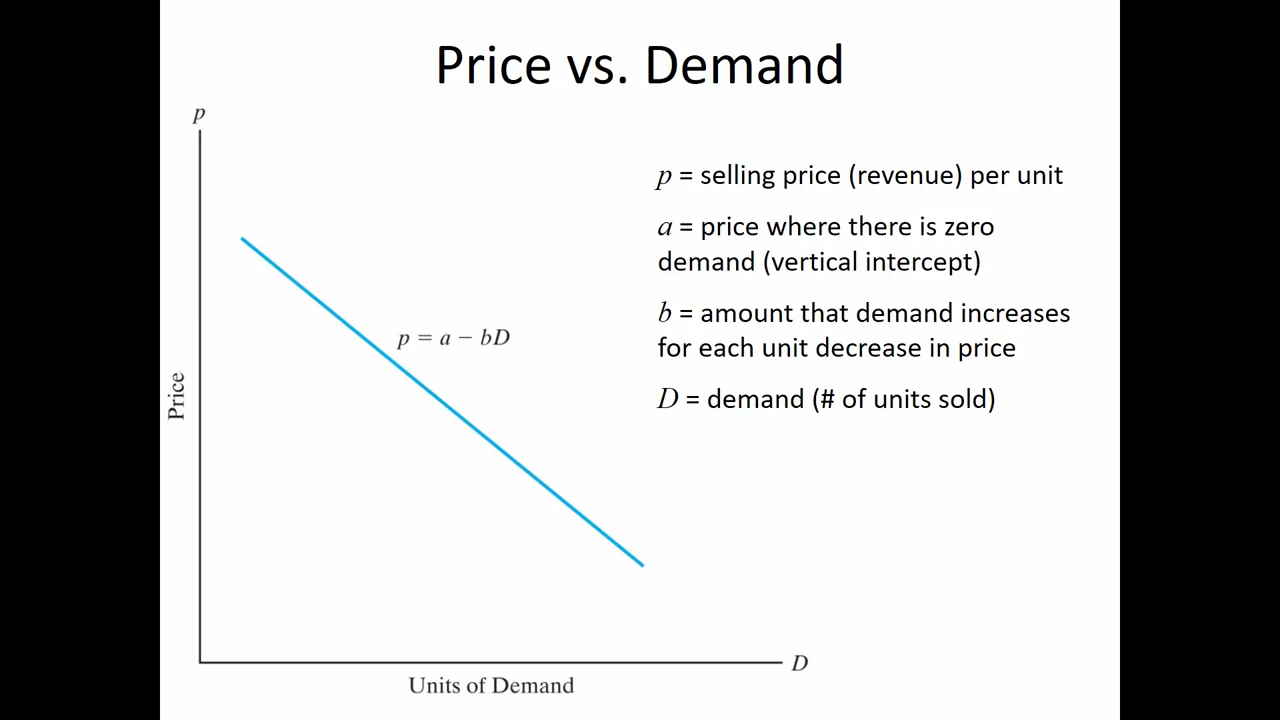 Price vs. Demand
p
p = selling price (revenue) per unit
a = price where there is zero
demand (vertical intercept)
b = amount that demand increases
for each unit decrease in price
D = demand (# of units sold)
p = a − bD
Price
D
Units of Demand